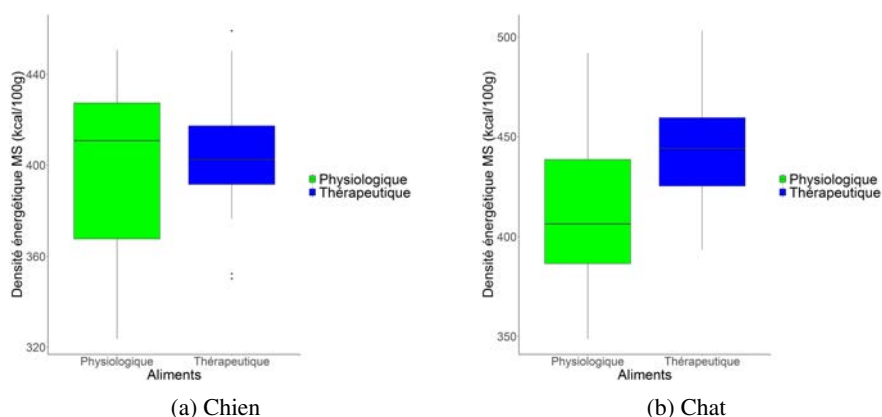 Densité énergétique MS (kcal/100g)
440
400
360
320
Physiologique
Thérapeutique
Aliments
Physiologique
Thérapeutique
(a) Chien
Densité énergétique MS (kcal/100g)
500
450
400
350
Physiologique
Thérapeutique
Aliments
Physiologique
Thérapeutique
(b) Chat